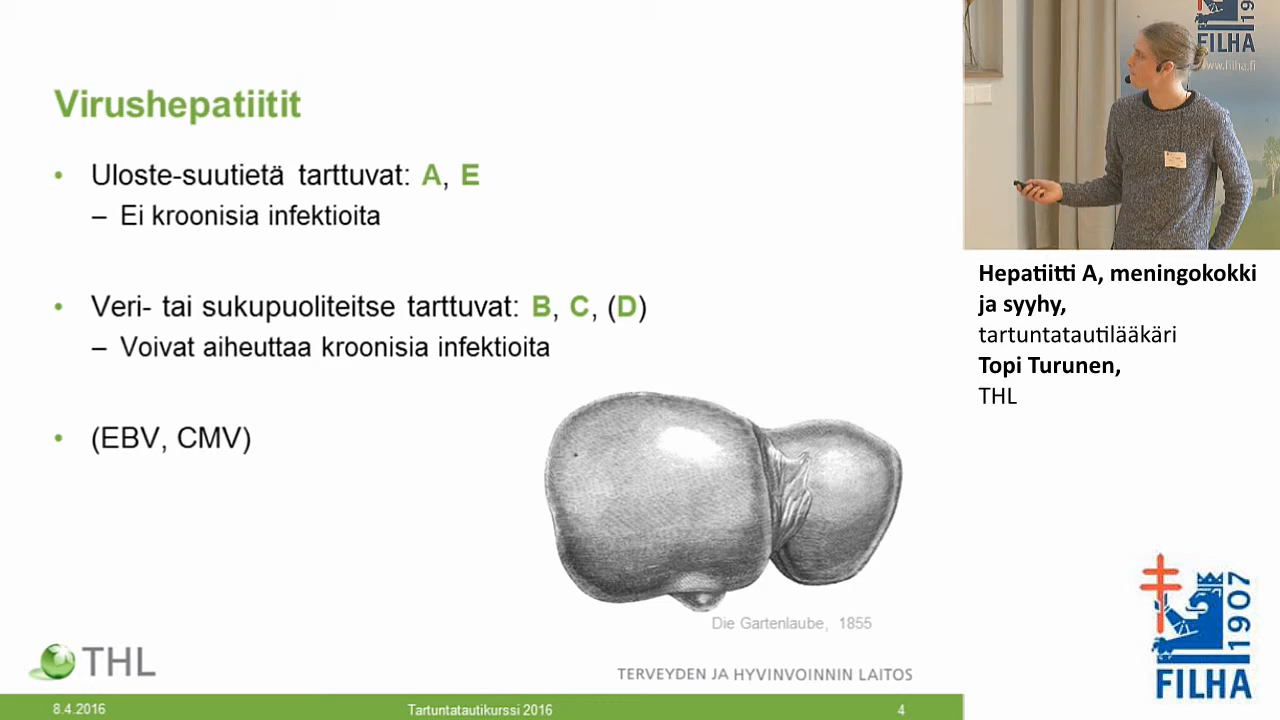 Virushepatiitit
• Uloste-suutietä tarttuvat: A, E
– Ei kroonisia infektioita
• Veri- tai sukupuoliteitse tarttuvat: B, C, (D)
– Voivat aiheuttaa kroonisia infektioita
• (EBV, CMV)
Die Gartenlaube, 1855
THL
TERVEYDEN JA HYVINVOINNIN LAITOS
8.4.2016
Tartuntatautikurssi 2016
4
FILHA
www.filha.fi
Hepatiitti A, meningokokki
ja syyhy,
tartuntatautilääkäri
Topi Turunen,
THL
1907
FILHA